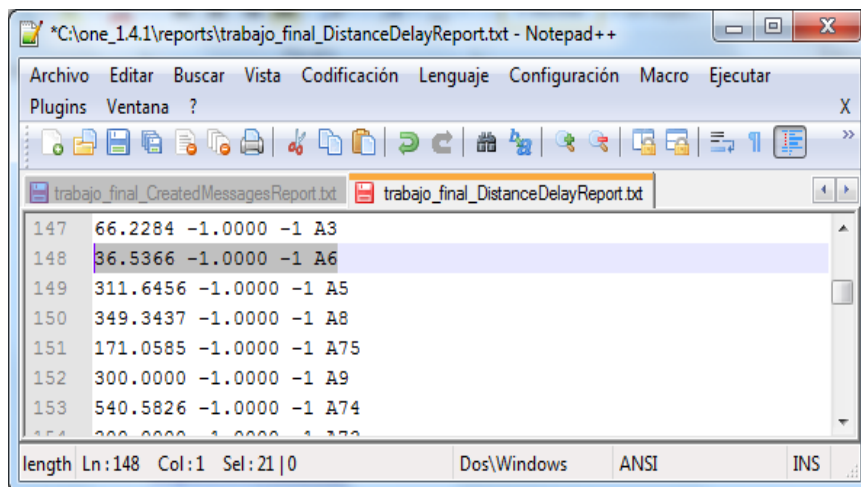 *C:\one_1.4.1\reports\trabajo_final_DistanceDelayReport.txt - Notepad++
Archivo Editar Buscar Vista Codificación Lenguaje Configuración Macro Ejecutar
Plugins Ventana ? X
trabajo_final_CreatedMessagesReport.txt trabajo_final_DistanceDelayReport.txt
147 66.2284 -1.0000 -1 A3
148 36.5366 -1.0000 -1 A6
149 311.6456 -1.0000 -1 A5
150 349.3437 -1.0000 -1 A8
151 171.0585 -1.0000 -1 A75
152 300.0000 -1.0000 -1 A9
153 540.5826 -1.0000 -1 A74
length Ln : 148 Col : 1 Sel : 21 | 0 Dos\Windows ANSI INS